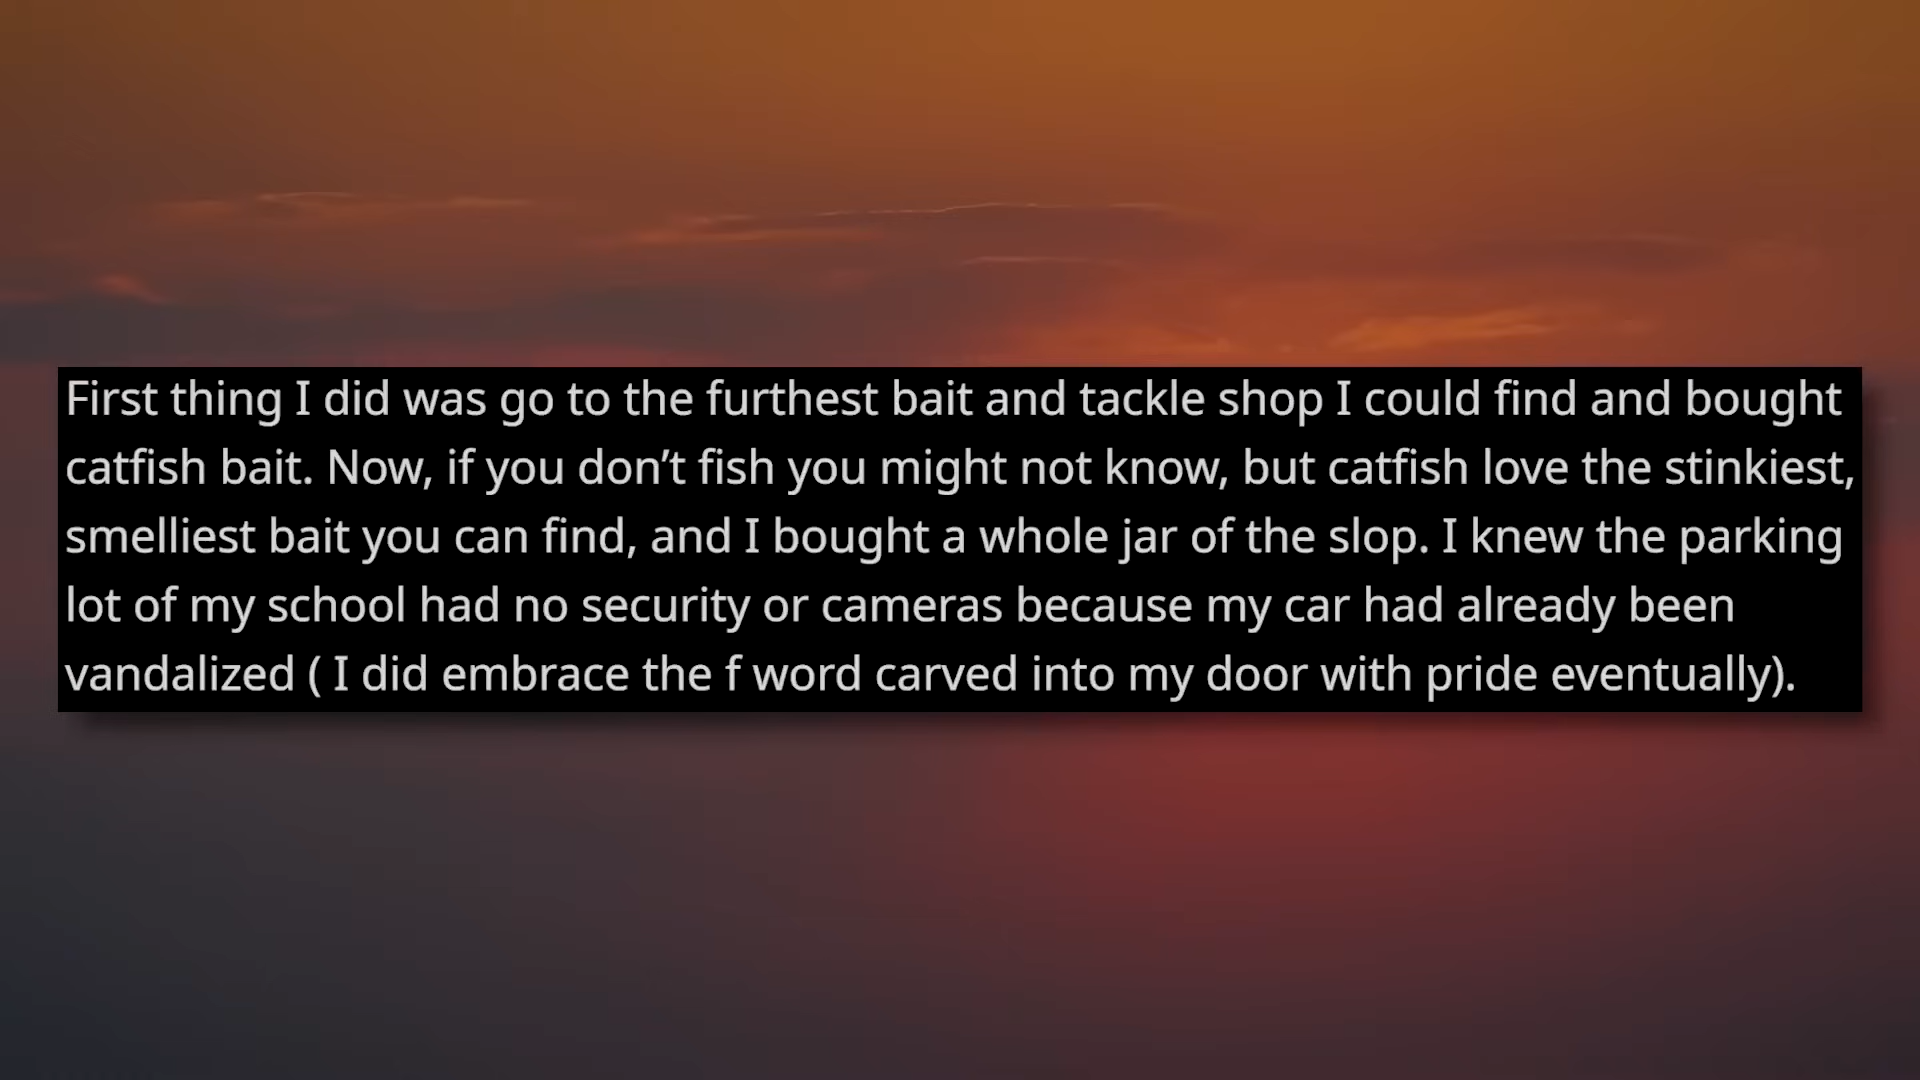 First thing I did was go to the furthest bait and tackle shop I could find and bought
catfish bait. Now, if you don’t fish you might not know, but catfish love the stinkiest,
smelliest bait you can find, and I bought a whole jar of the slop. I knew the parking
lot of my school had no security or cameras because my car had already been
vandalized ( I did embrace the f word carved into my door with pride eventually).